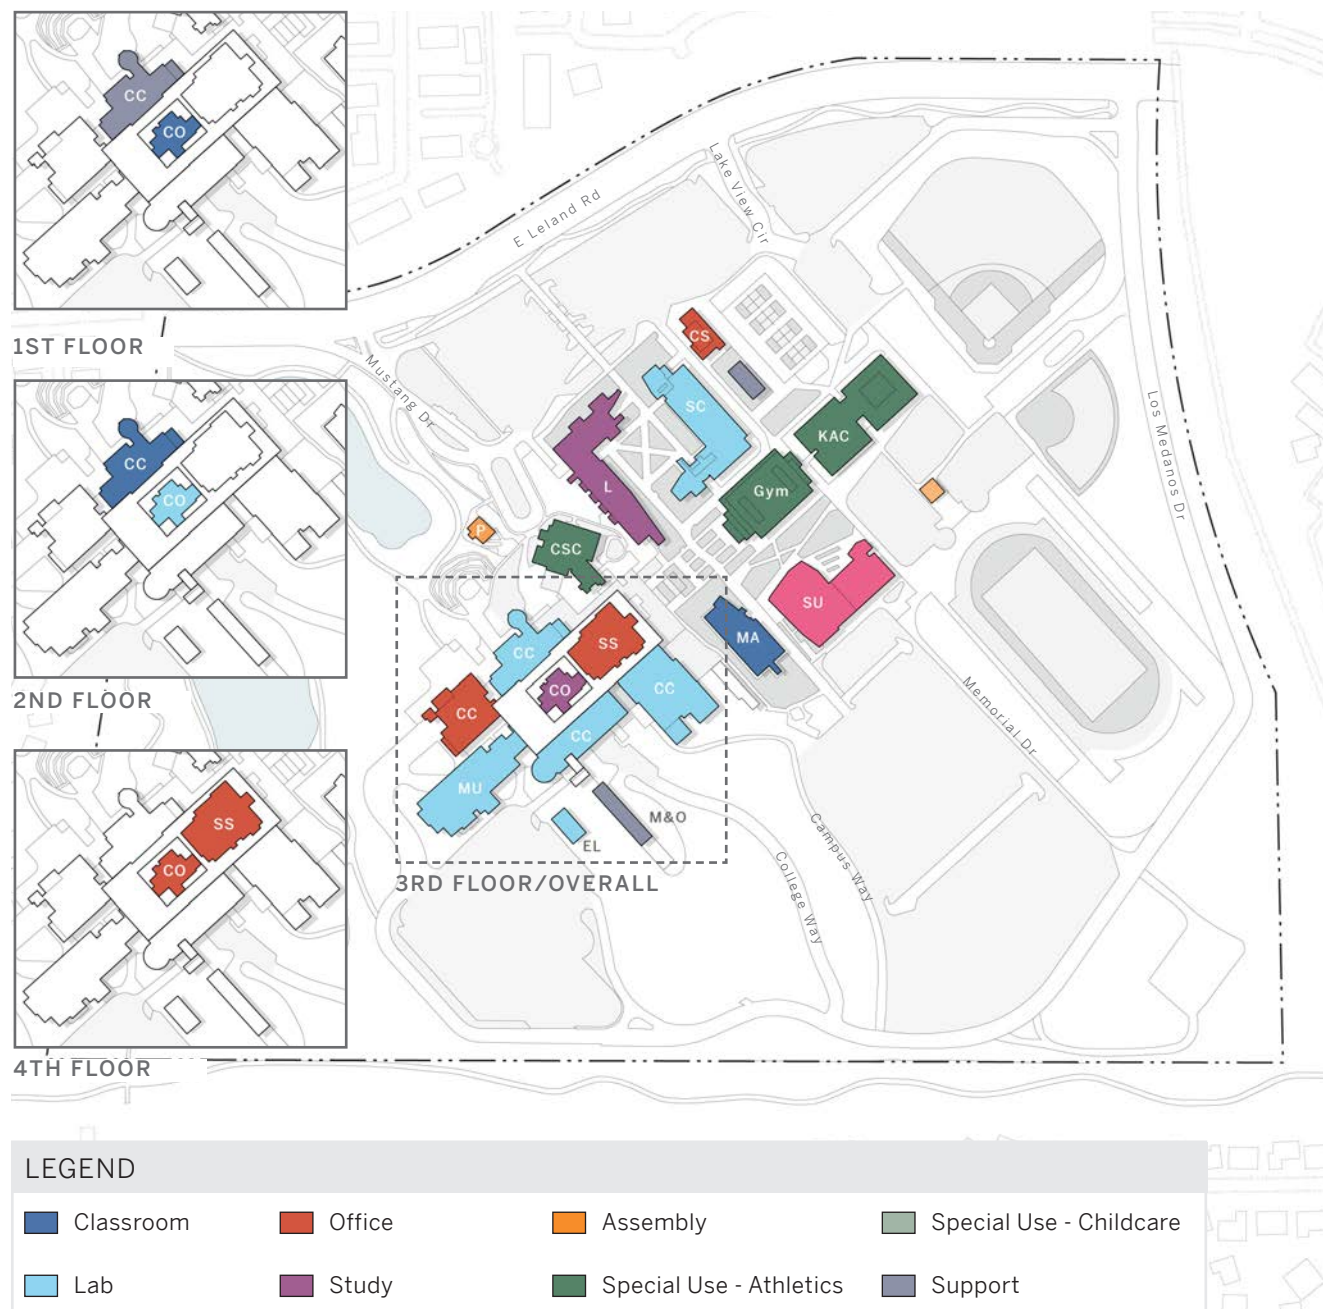 CC
CO
1ST FLOOR
CC
CO
2ND FLOOR
SS
CO
4TH FLOOR
E Leland Rd
Lake View Cir
Mustang Dr
Los Medanos Dr
CS
SC
KAC
L
Gym
P
CSC
SU
MA
CC
SS
CO
CC
CC
CC
MU
M&O
EL
3RD FLOOR/OVERALL
Memorial Dr
Campus Way
College Way
LEGEND
Classroom
Office
Assembly
Special Use - Childcare
Lab
Study
Special Use - Athletics
Support